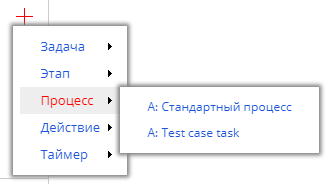 Задача
Этап
Процесс
Действие
Таймер
А: Стандартный процесс
А: Test case task